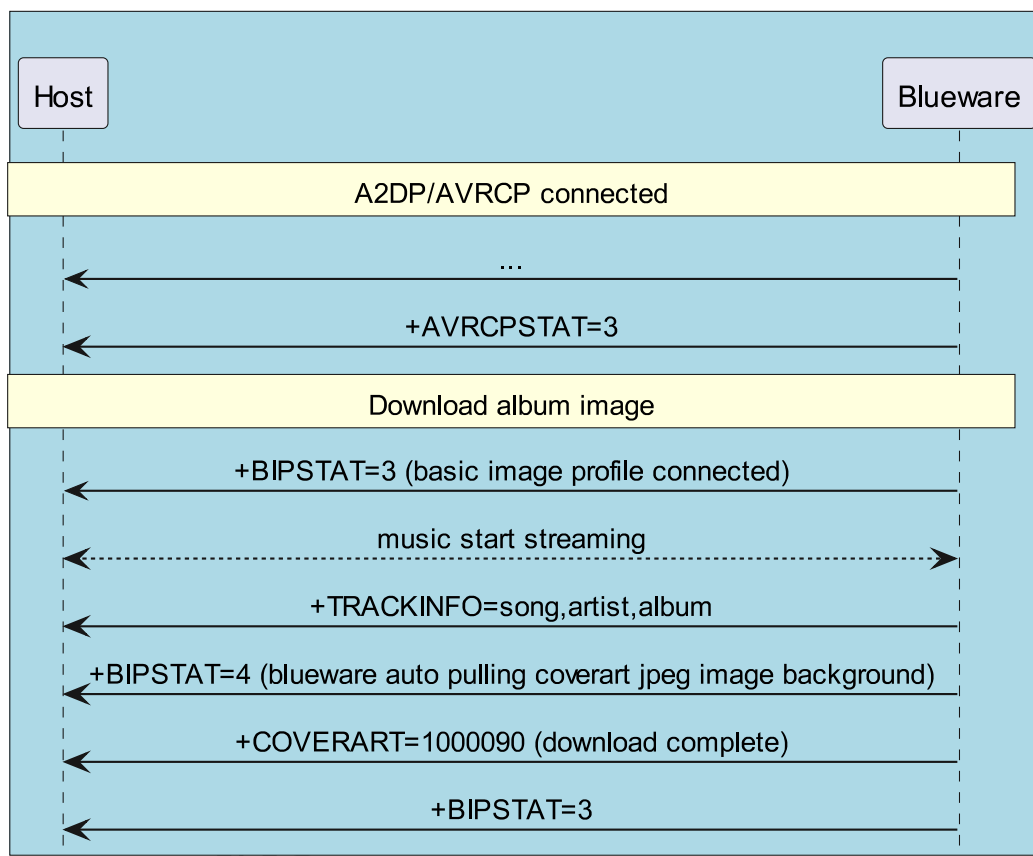 Host
Blueware
A2DP/AVRCP connected
...
+AVRCPSTAT=3
Download album image
+BIPSTAT=3 (basic image profile connected)
music start streaming
+TRACKINFO=song,artist,album
+BIPSTAT=4 (blueware auto pulling coverart jpeg image background)
+COVERART=1000090 (download complete)
+BIPSTAT=3